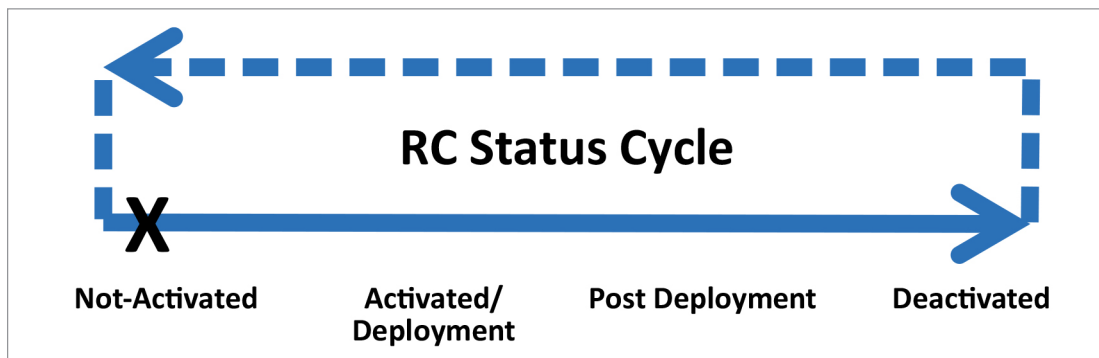 RC Status Cycle
X
Not-Activated
Activated/
Deployment
Post Deployment
Deactivated